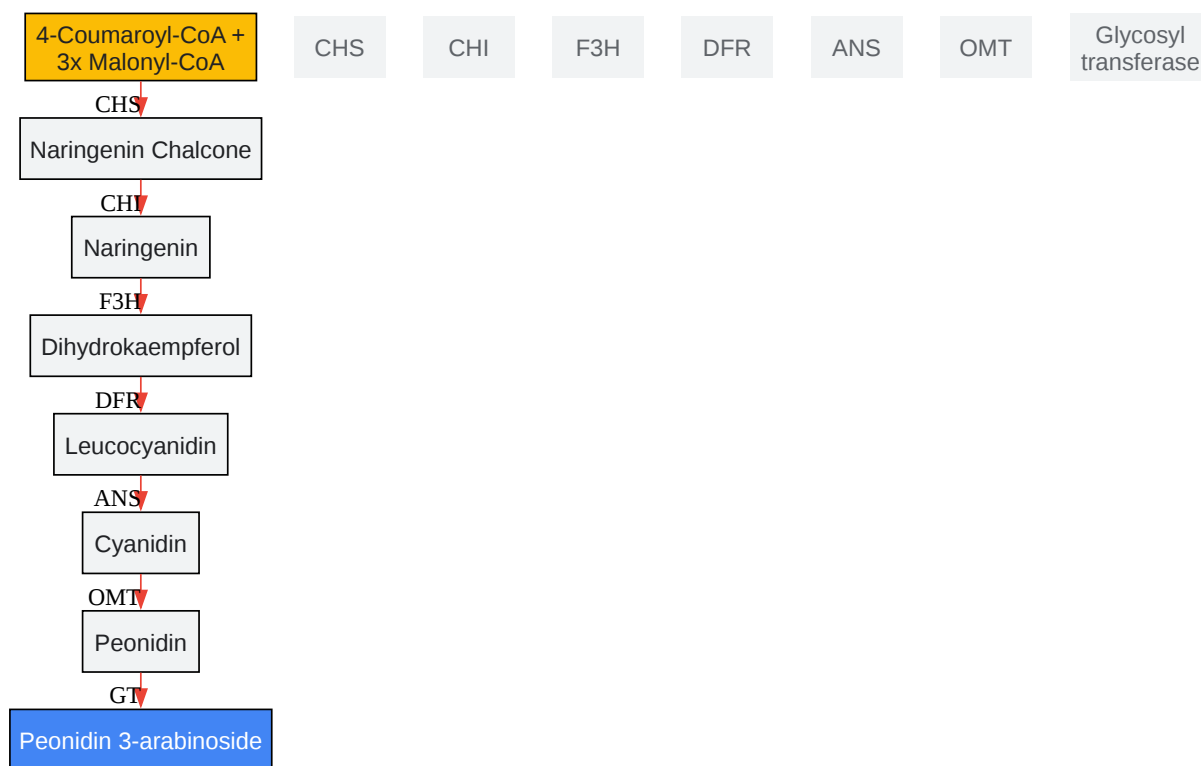 4-Coumaroyl-CoA +
3x Malonyl-CoA
CHS
CHI
F3H
DFR
ANS
OMT
Glycosyl
transferase
CHS
Naringenin Chalcone
CHI
Naringenin
F3H
Dihydrokaempferol
DFR
Leucocyanidin
ANS
Cyanidin
OMT
Peonidin
GT
Peonidin 3-arabinoside